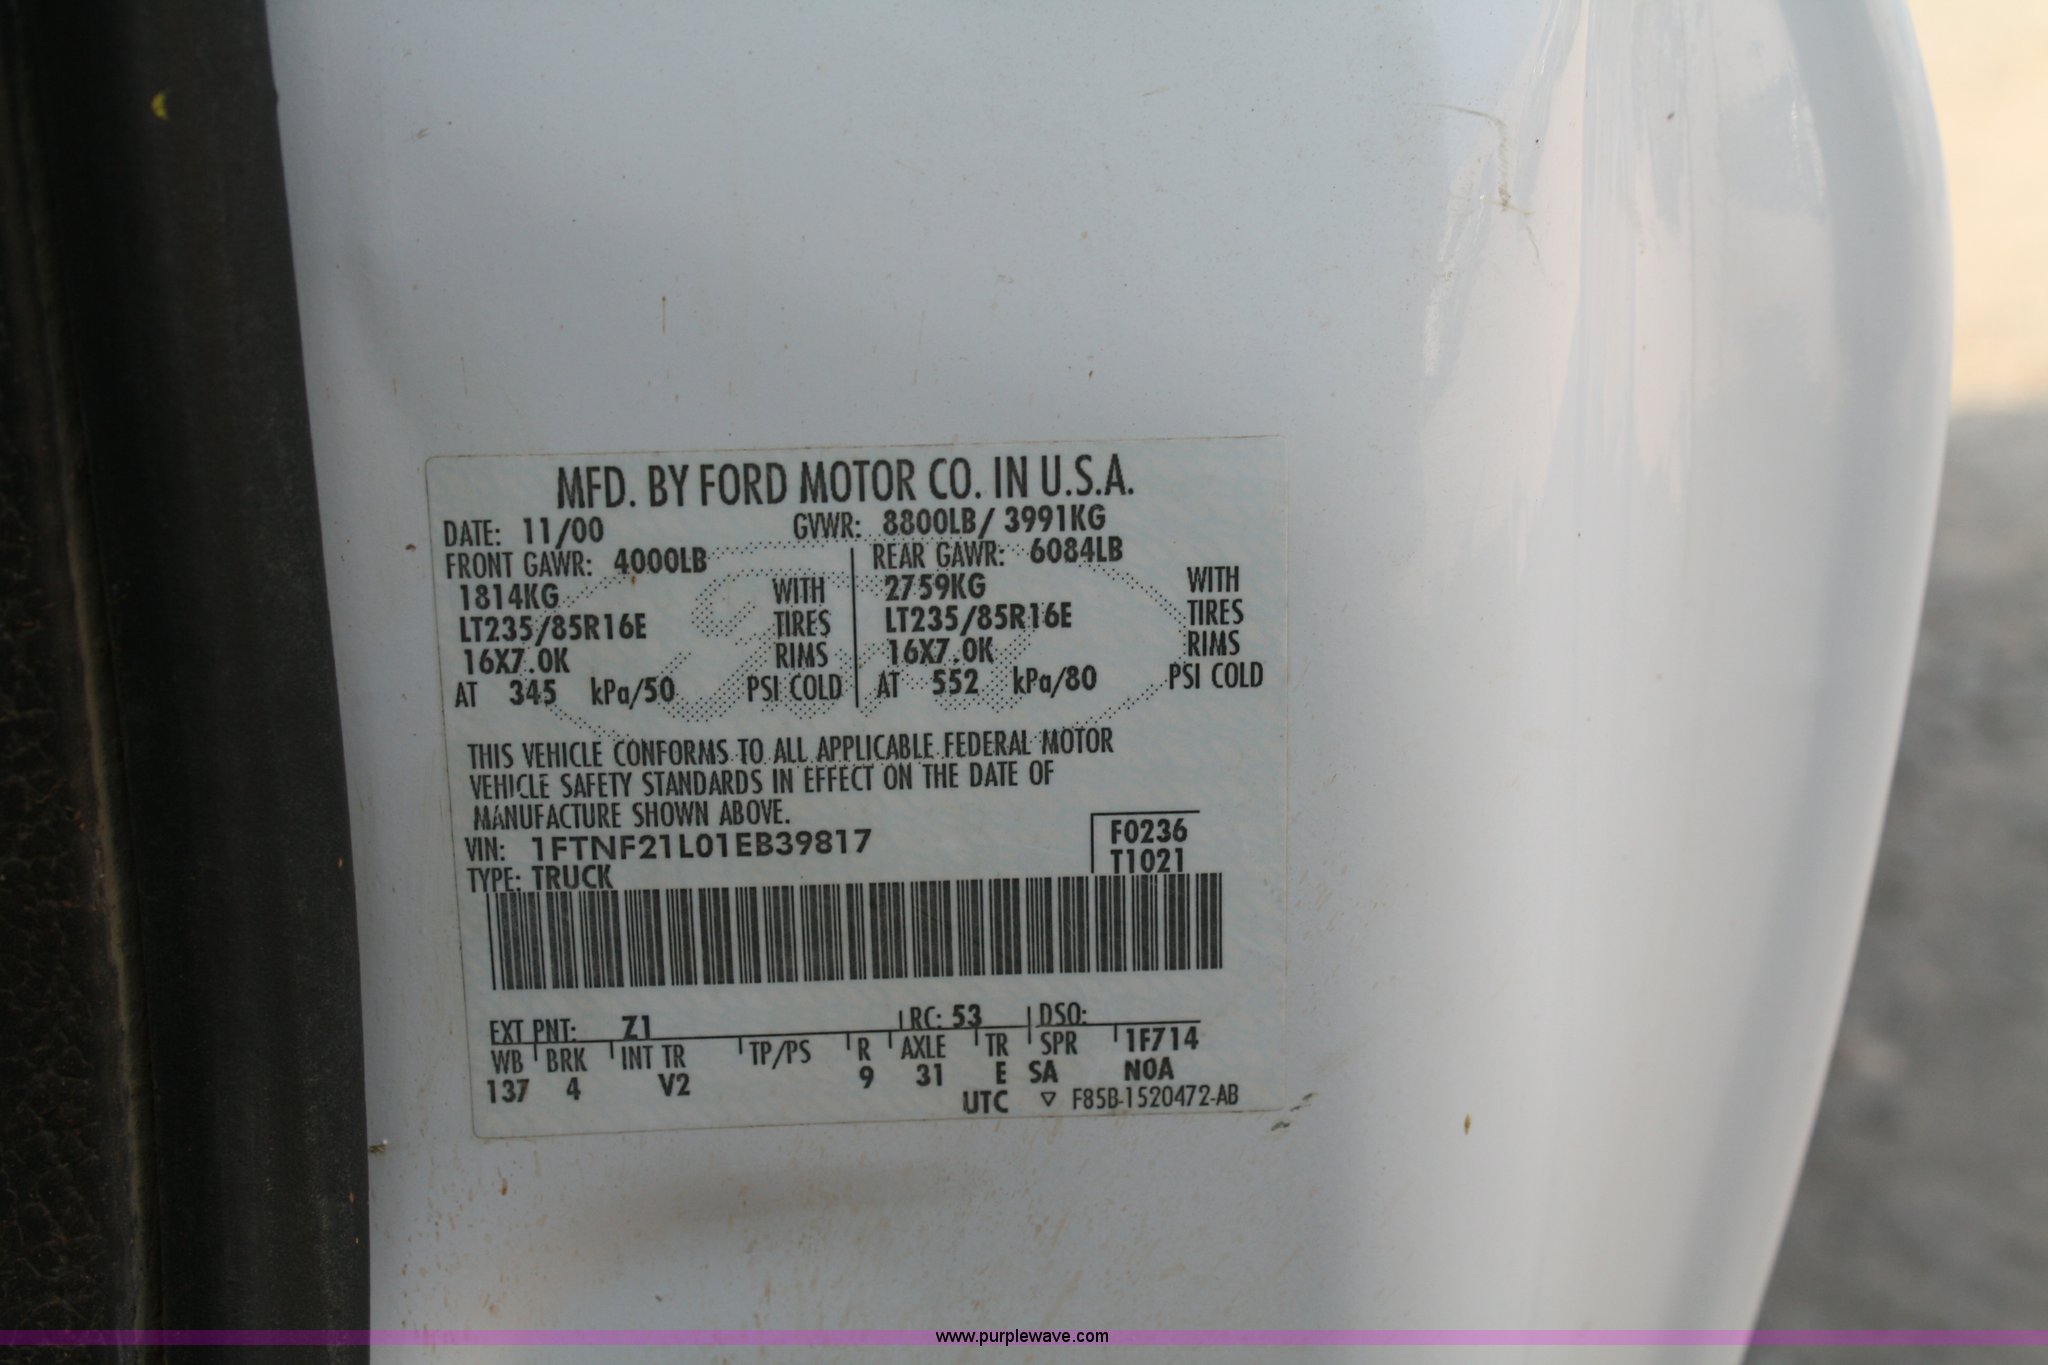 MFD. BY FORD MOTOR CO. IN U.S.A.
DATE: 11/00 GVWR: 8800LB/ 3991KG
FRONT GAWR: 4000LB REAR GAWR: 6084LB
1814KG WITH 2759KG WITH
LT235/85R16E TIRES LT235/85R16E TIRES
16X7.0K RIMS 16X7.0K RIMS
AT 345 kPa/50 PSI COLD AT 552 kPa/80 PSI COLD
THIS VEHICLE CONFORMS TO ALL APPLICABLE FEDERAL MOTOR
VEHICLE SAFETY STANDARDS IN EFFECT ON THE DATE OF
MANUFACTURE SHOWN ABOVE.
VIN: 1FTNF21L01EB39817 F0236
TYPE: TRUCK T1021
EXT PNT: Z1 RC: 53 DSO:
WB BRK INT TR TP/PS R AXLE TR SPR 1F714
137 4 V2 9 31 E SA N0A
UTC ▽ F85B-1520472-AB
www.purplewave.com